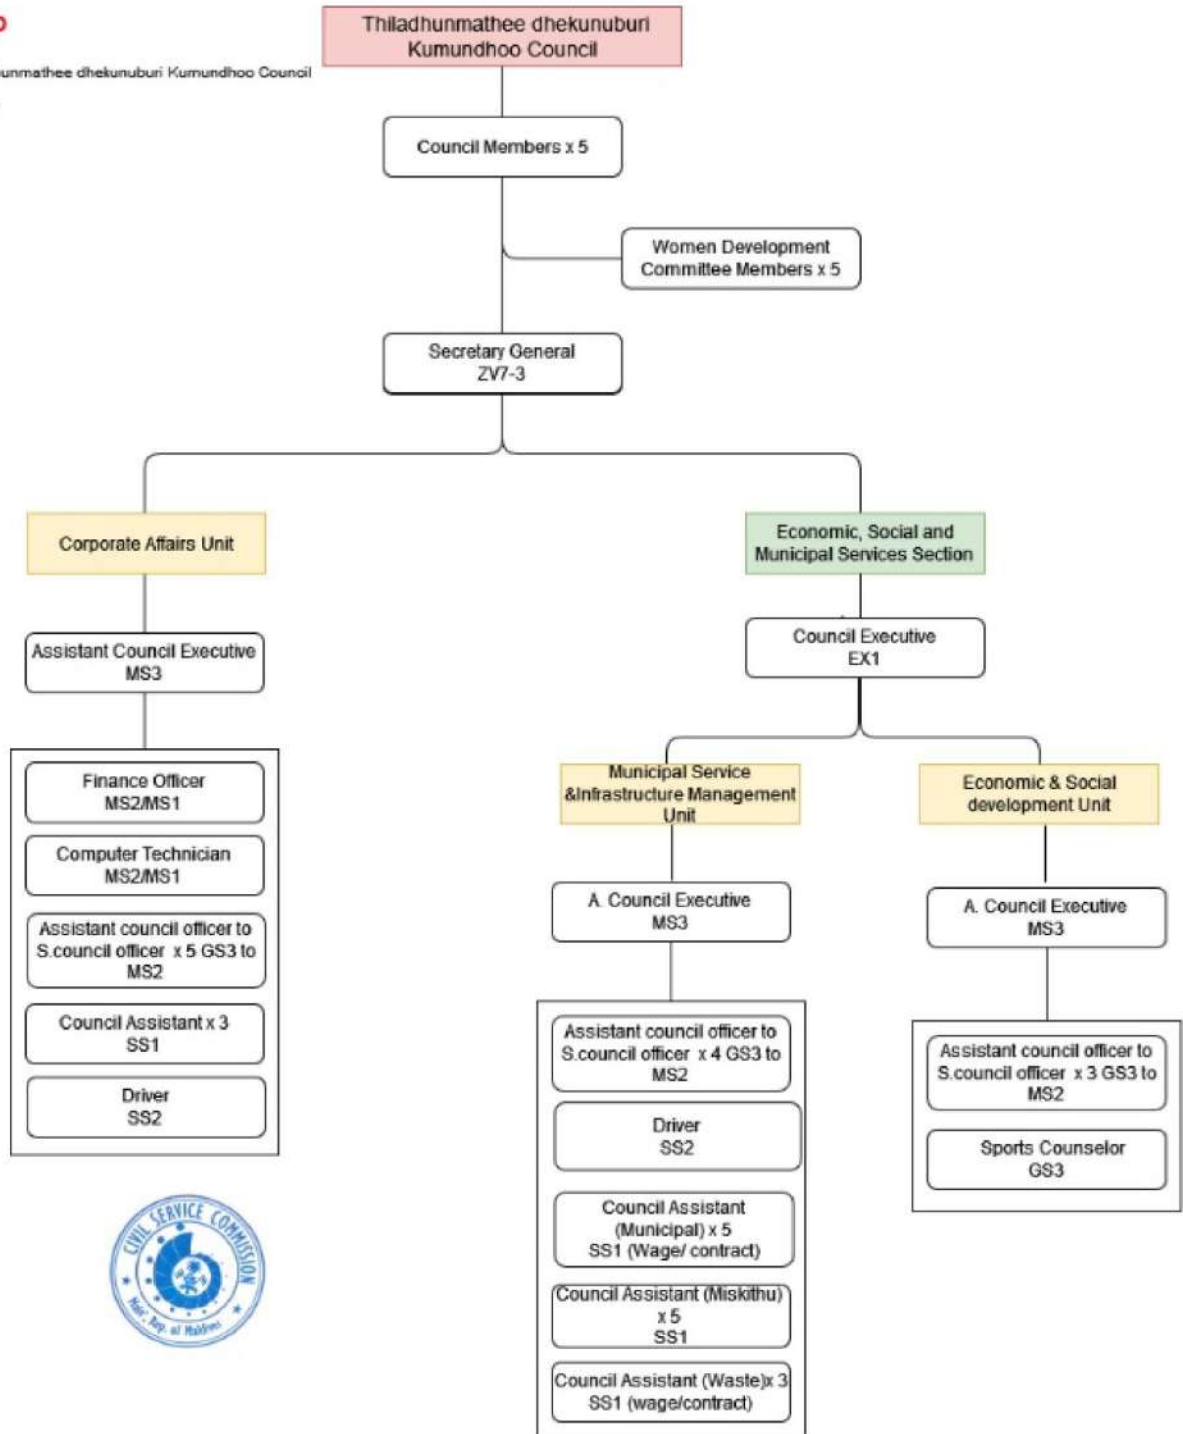 Thiladhunmathee dhekunuburi
Kumundhoo Council
unmathee dhekunuburi Kumundhoo Council
Council Members x 5
Women Development
Committee Members x 5
Secretary General
ZV7-3
Corporate Affairs Unit
Economic, Social and
Municipal Services Section
Assistant Council Executive
MS3
Council Executive
EX1
Finance Officer
MS2/MS1
Computer Technician
MS2/MS1
Assistant council officer to
S.council officer x 5 GS3 to
MS2
Council Assistant x 3
SS1
Driver
SS2
Municipal Service
&Infrastructure Management
Unit
A. Council Executive
MS3
Assistant council officer to
S.council officer x 4 GS3 to
MS2
Driver
SS2
Council Assistant
(Municipal) x 5
SS1 (Wage/ contract)
Council Assistant (Miskithu)
x 5
SS1
Council Assistant (Waste)x 3
SS1 (wage/contract)
Economic & Social
development Unit
A. Council Executive
MS3
Assistant council officer to
S.council officer x 3 GS3 to
MS2
Sports Counselor
GS3
CIVIL SERVICE COMMISSION
Male', Rep. of Maldives